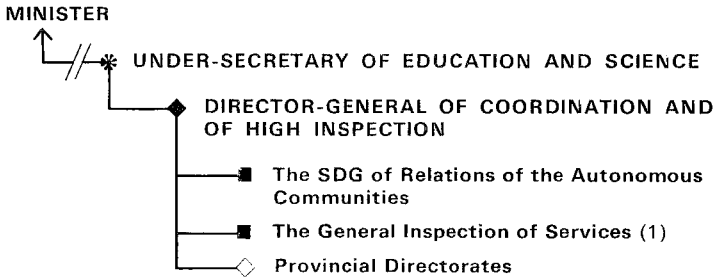 MINISTER
UNDER-SECRETARY OF EDUCATION AND SCIENCE
DIRECTOR-GENERAL OF COORDINATION AND
OF HIGH INSPECTION
The SDG of Relations of the Autonomous
Communities
The General Inspection of Services (1)
Provincial Directorates